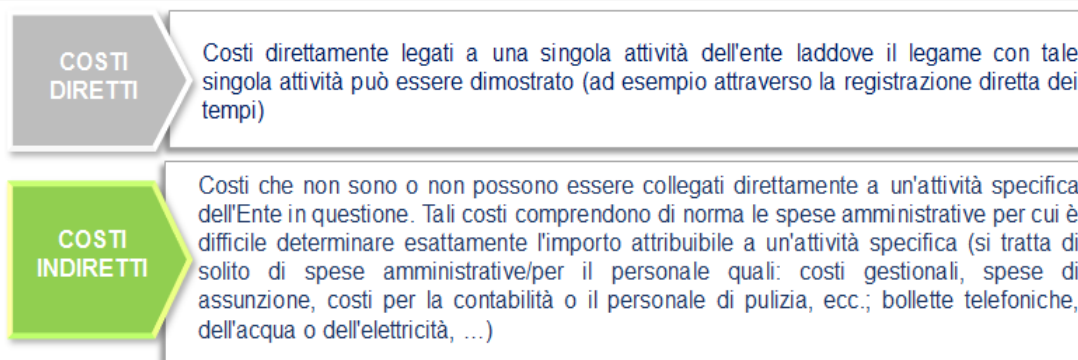 COSTI
DIRETTI
Costi direttamente legati a una singola attività dell'ente laddove il legame con tale
singola attività può essere dimostrato (ad esempio attraverso la registrazione diretta dei
tempi)
COSTI
INDIRETTI
Costi che non sono o non possono essere collegati direttamente a un'attività specifica
dell'Ente in questione. Tali costi comprendono di norma le spese amministrative per cui è
difficile determinare esattamente l'importo attribuibile a un'attività specifica (si tratta di
solito di spese amministrative/per il personale quali: costi gestionali, spese di
assunzione, costi per la contabilità o il personale di pulizia, ecc.; bollette telefoniche,
dell'acqua o dell'elettricità, …)